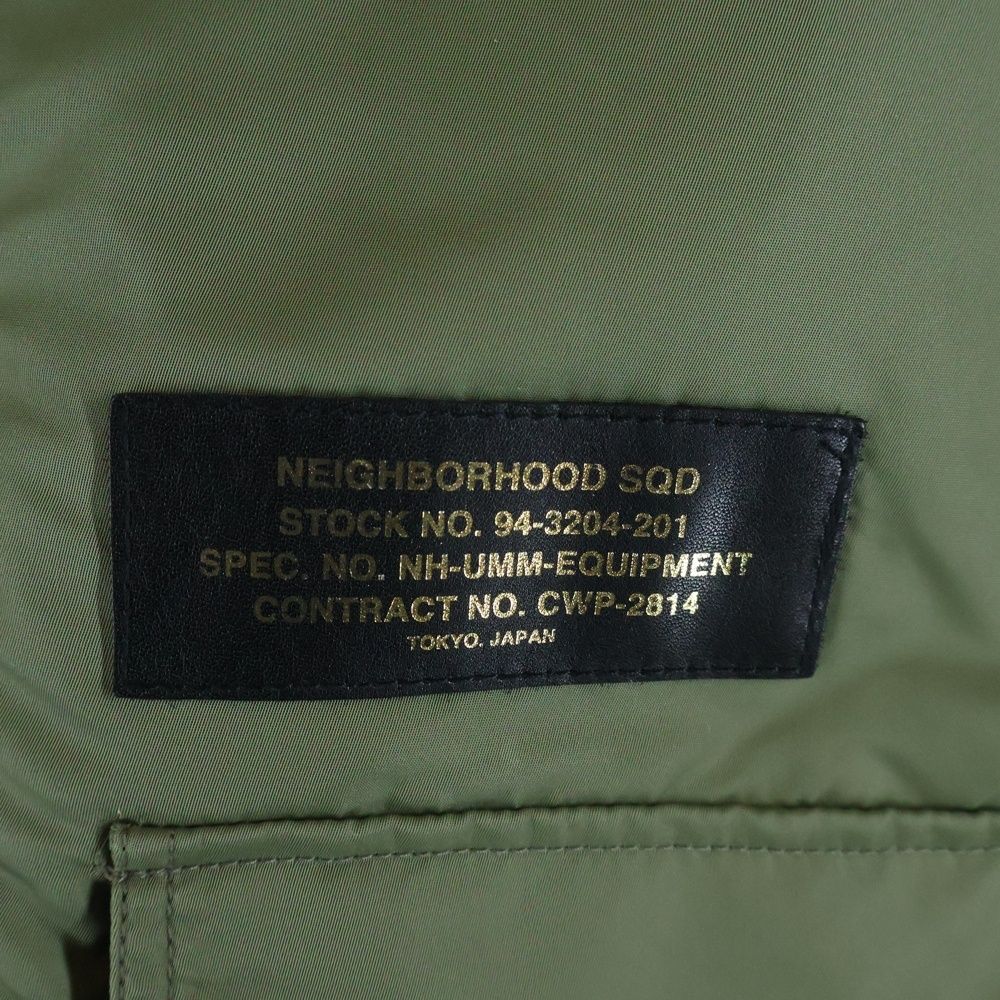 NEIGHBORHOOD SQD
STOCK NO. 94-3204-201
SPEC. NO. NH-UMM-EQUIPMENT
CONTRACT NO. CWP-2814
TOKYO. JAPAN